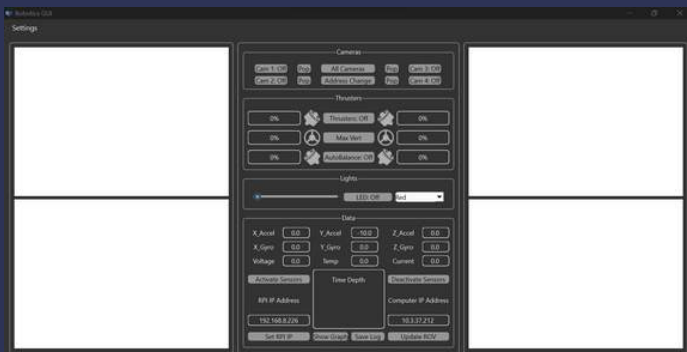 Robotics GUI
Settings
Cameras
Cam 1: Off Pop All Cameras Pop Cam 3: Off
Cam 2: Off Pop Address Change Pop Cam 4: Off
Thrusters
0% Thrusters: Off 0%
0% Max Vert 0%
0% AutoBalance: Off 0%
Lights
LED: Off Red
Data
X_Accel 0.0 Y_Accel -10.0 Z_Accel 0.0
X_Gyro 0.0 Y_Gyro 0.0 Z_Gyro 0.0
Voltage 0.0 Temp 0.0 Current 0.0
Activate Sensors Time Depth Deactivate Sensors
RPI IP Address Computer IP Address
192.168.8.226 10.3.37.212
Set RPI IP Show Graph Save Log Update ROV